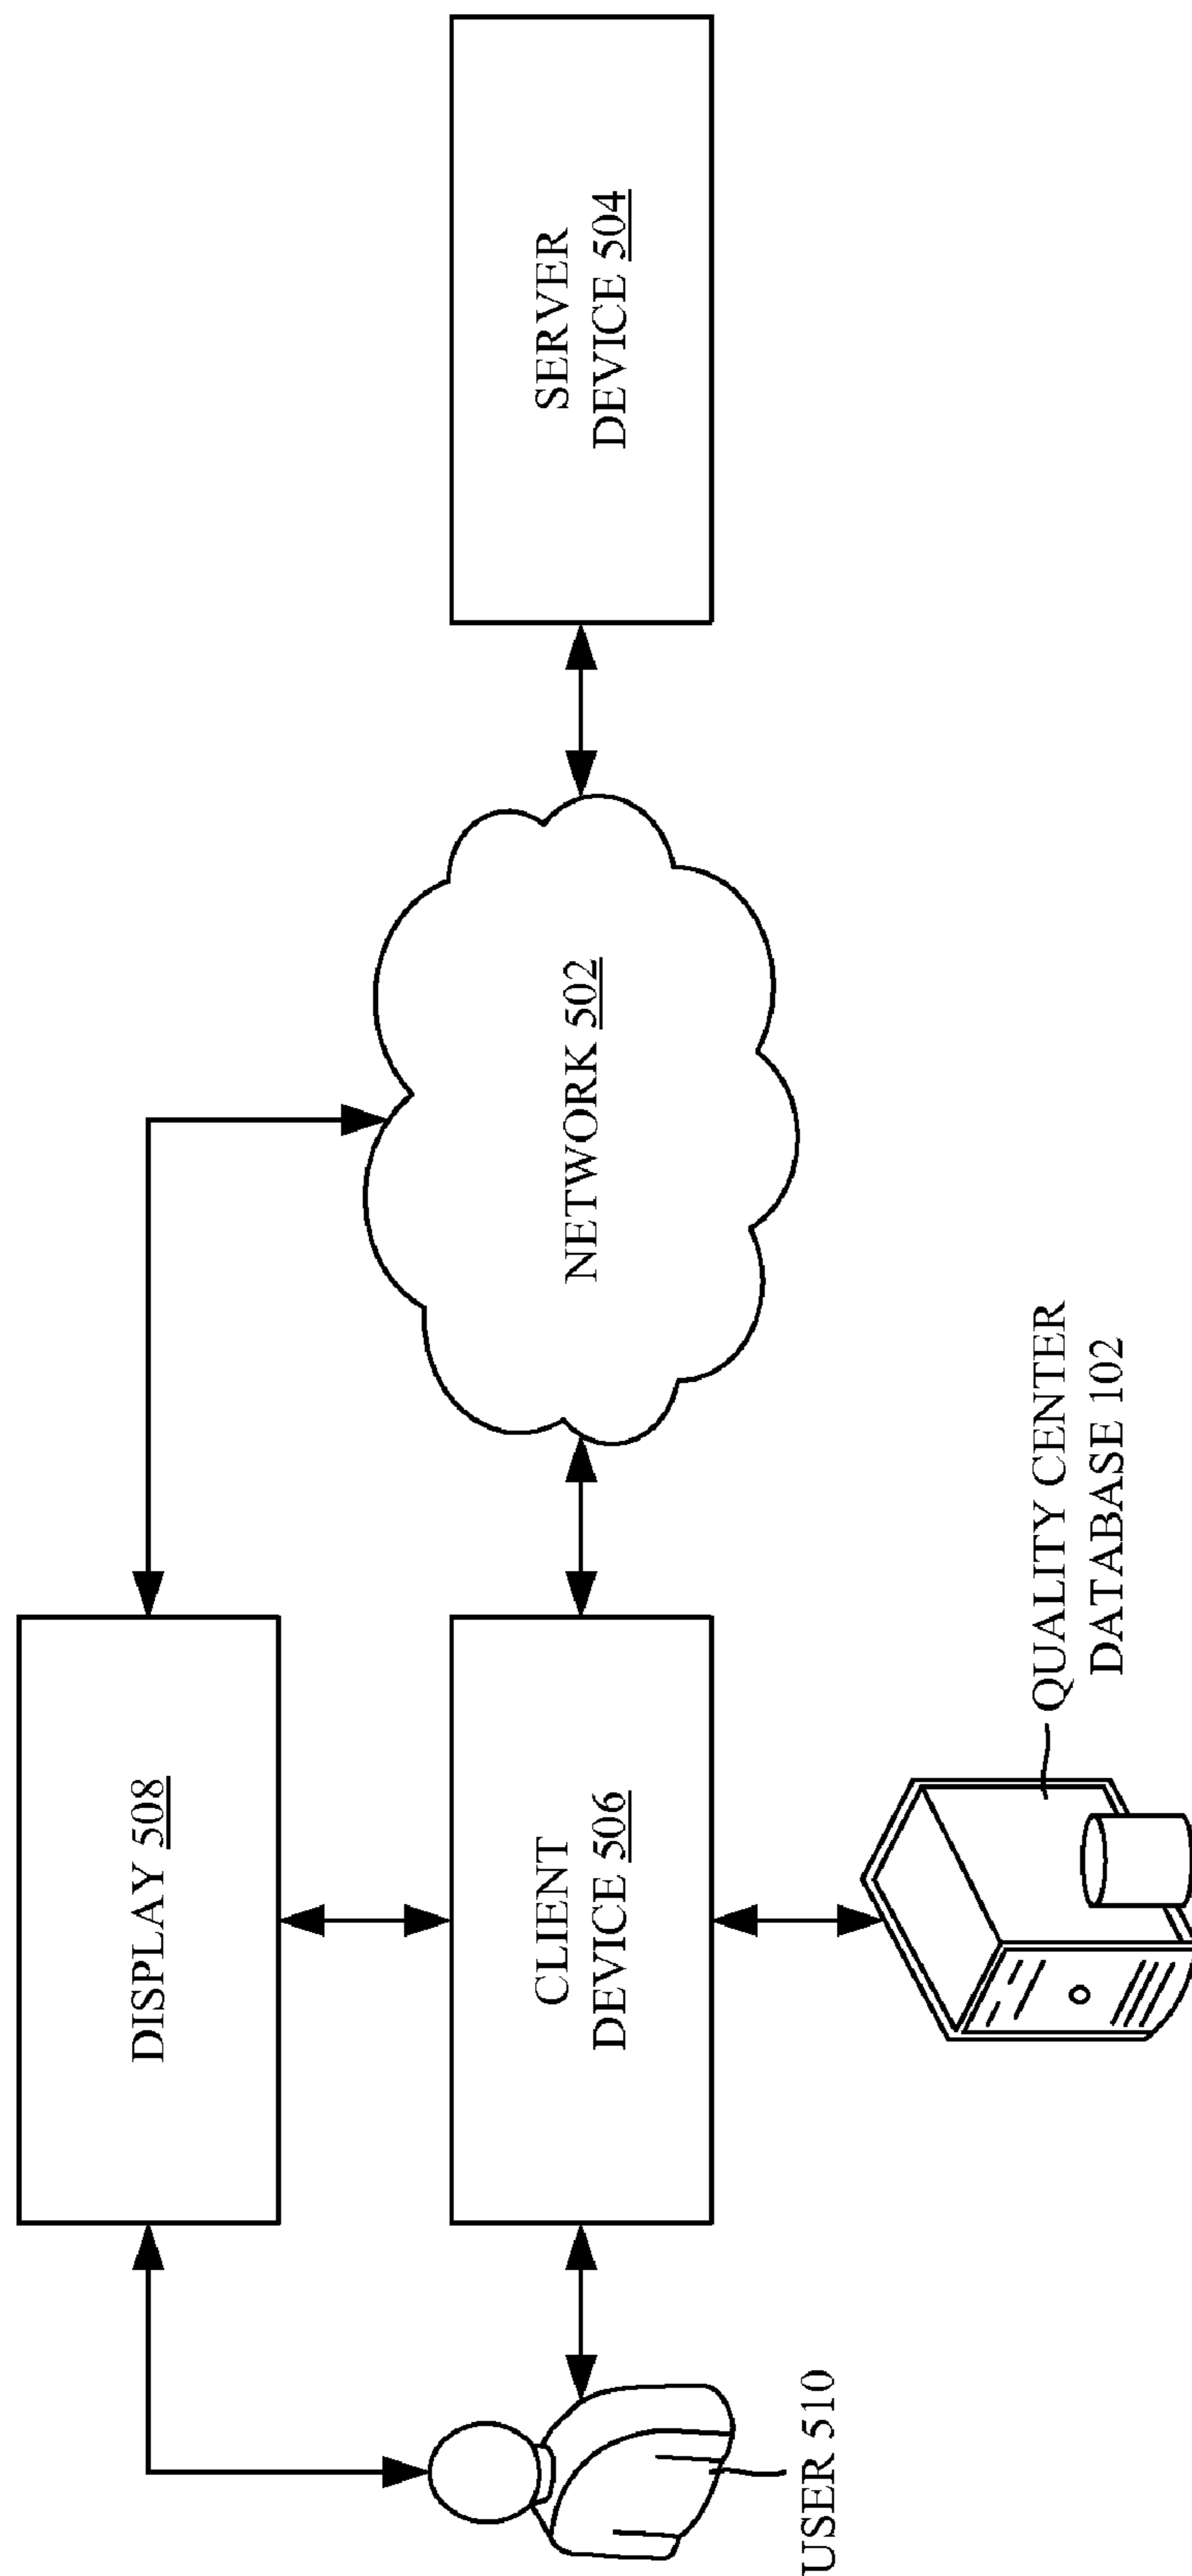 DISPLAY 508
CLIENT
DEVICE 506
NETWORK 502
SERVER
DEVICE 504
USER 510
QUALITY CENTER
DATABASE 102